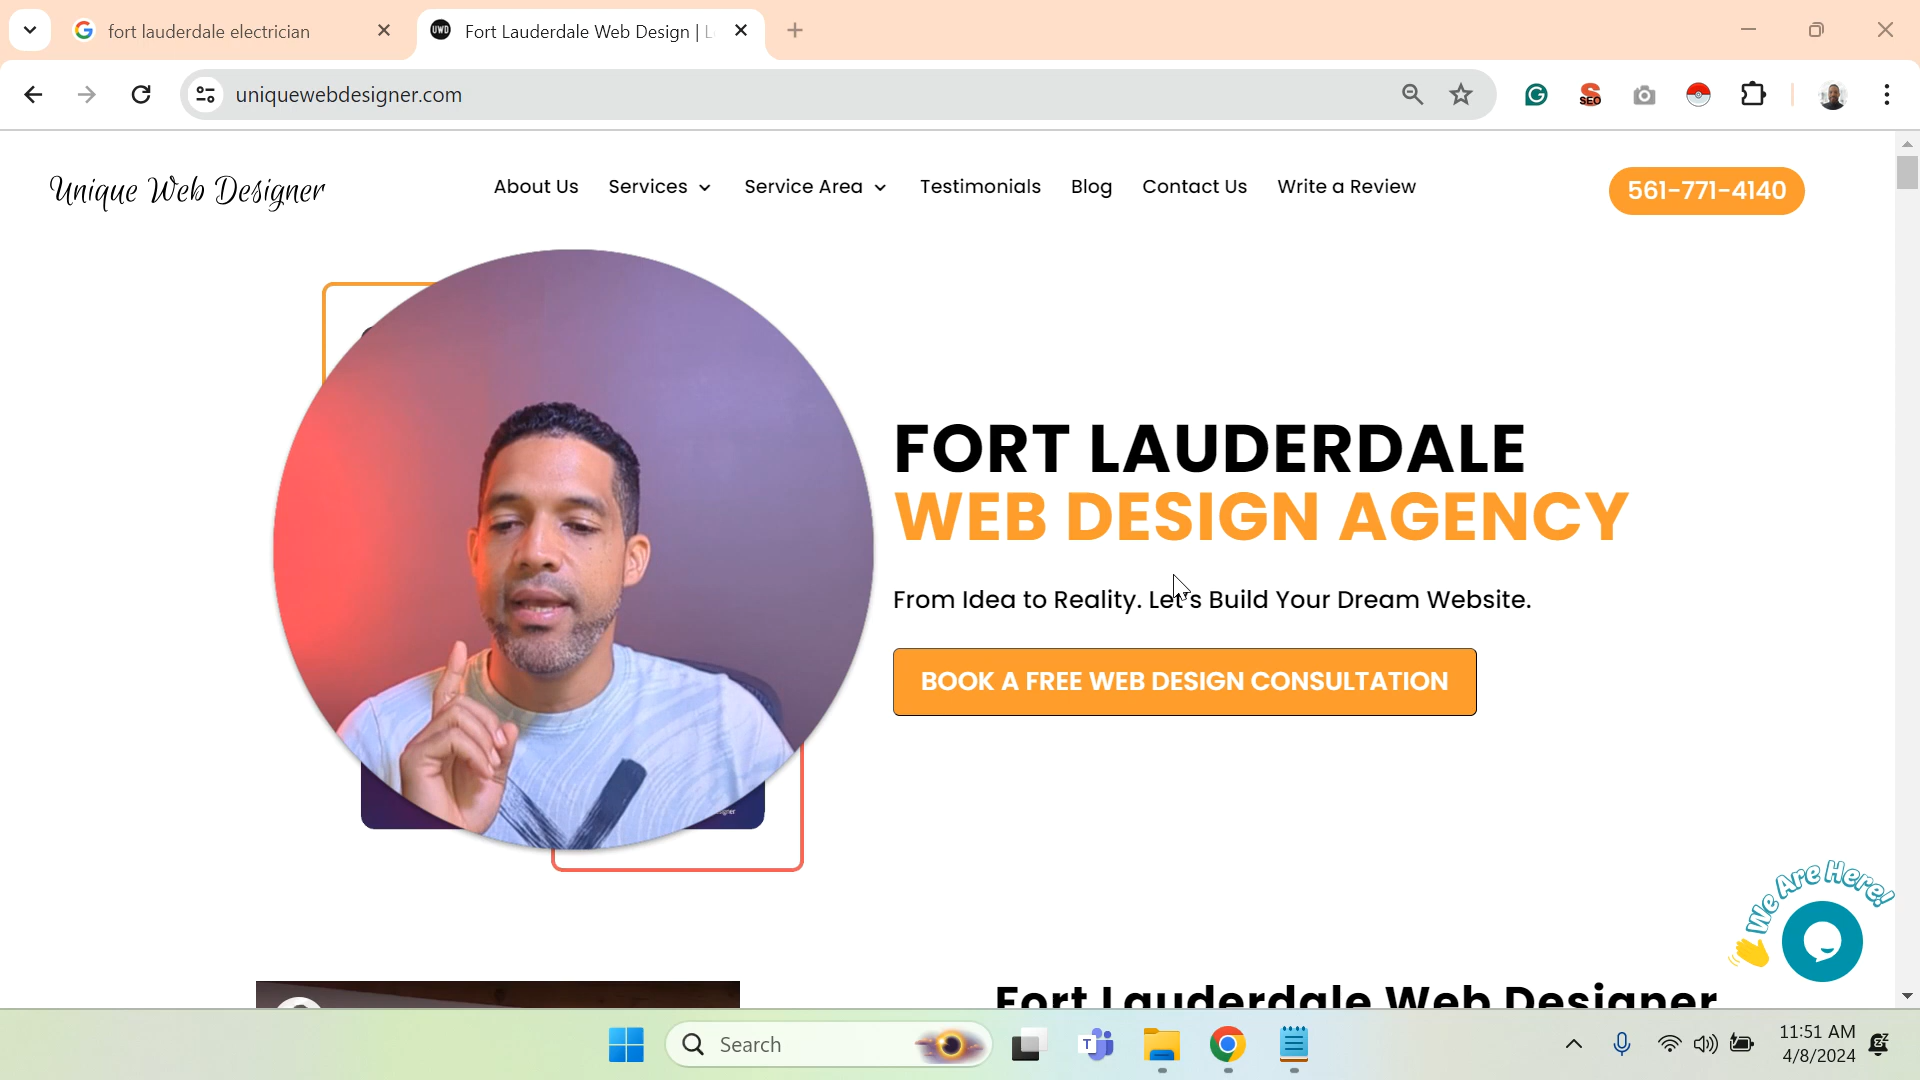 fort lauderdale electrician
UWD
Fort Lauderdale Web Design | L
uniquewebdesigner.com
SEO
Unique Web Designer
About Us
Services
Service Area
Testimonials
Blog
Contact Us
Write a Review
561-771-4140
FORT LAUDERDALE
WEB DESIGN AGENCY
From Idea to Reality. Let's Build Your Dream Website.
BOOK A FREE WEB DESIGN CONSULTATION
We Are Here!
Fort Lauderdale Web Designer
Search
11:51 AM
4/8/2024